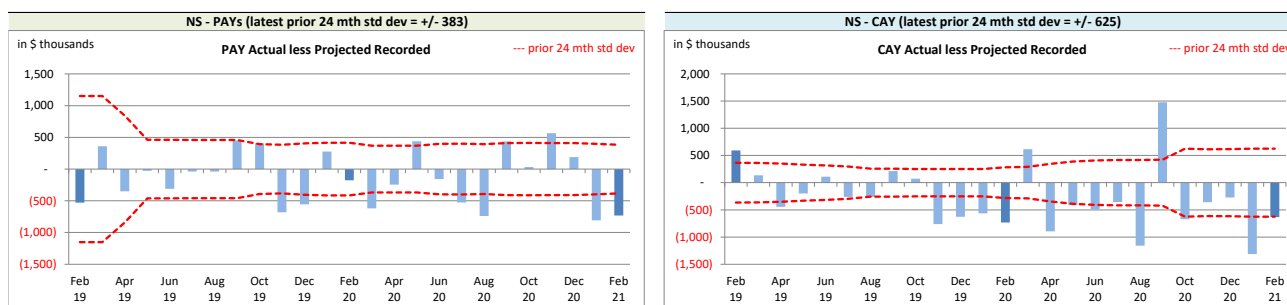 NS - PAYs (latest prior 24 mth std dev = +/- 383)
in $ thousands
PAY Actual less Projected Recorded
--- prior 24 mth std dev
1,500
1,000
500
-
(500)
(1,000)
(1,500)
Feb Apr Jun Aug Oct Dec Feb Apr Jun Aug Oct Dec Feb
19 19 19 19 19 19 20 20 20 20 20 20 21
NS - CAY (latest prior 24 mth std dev = +/- 625)
in $ thousands
CAY Actual less Projected Recorded
--- prior 24 mth std dev
2,000
1,500
1,000
500
-
(500)
(1,000)
(1,500)
Feb Apr Jun Aug Oct Dec Feb Apr Jun Aug Oct Dec Feb
19 19 19 19 19 19 20 20 20 20 20 20 21